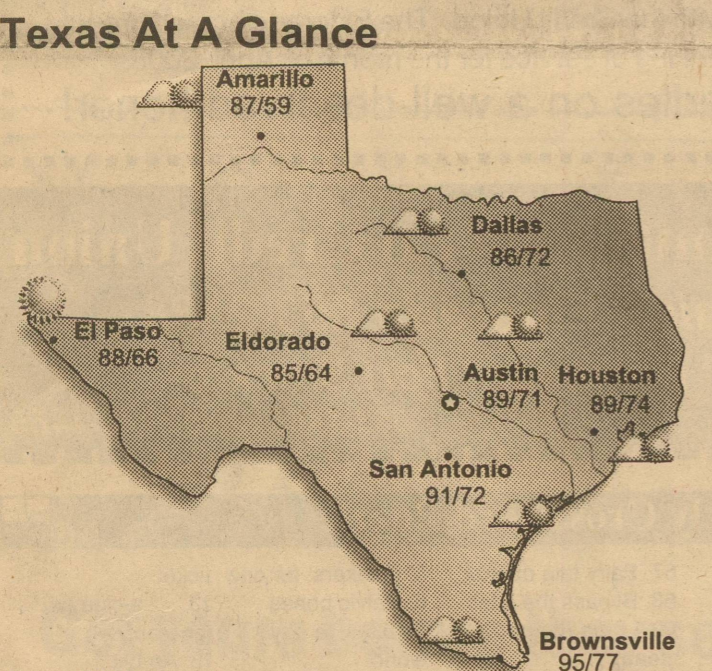 Texas At A Glance
Amarillo
87/59
Dallas
86/72
El Paso
88/66
Eldorado
85/64
Austin
89/71
Houston
89/74
San Antonio
91/72
Brownsville
95/77